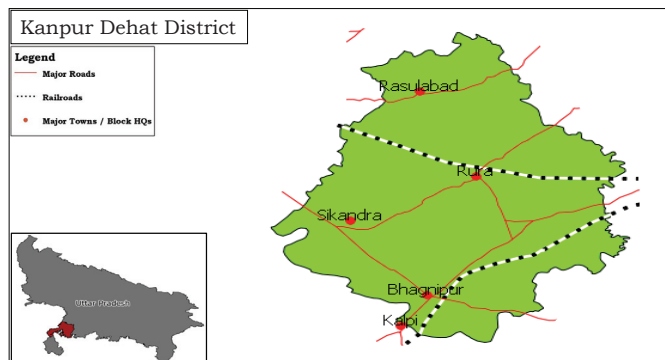 Kanpur Dehat District
Legend
Major Roads
Railroads
Major Towns / Block HQs
Rasulabad
Rura
Sikandra
Bhagnipur
Kalpi
Uttar Pradesh